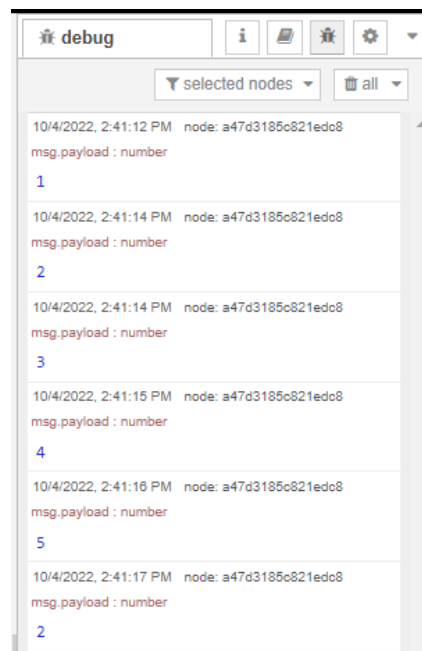 debug
i
selected nodes
all
10/4/2022, 2:41:12 PM node: a47d3185c821edc8
msg.payload : number
1
10/4/2022, 2:41:14 PM node: a47d3185c821edc8
msg.payload : number
2
10/4/2022, 2:41:14 PM node: a47d3185c821edc8
msg.payload : number
3
10/4/2022, 2:41:15 PM node: a47d3185c821edc8
msg.payload : number
4
10/4/2022, 2:41:16 PM node: a47d3185c821edc8
msg.payload : number
5
10/4/2022, 2:41:17 PM node: a47d3185c821edc8
msg.payload : number
2